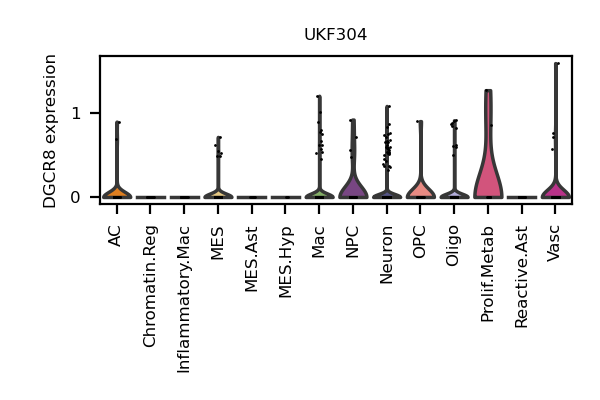 UKF304
DGCR8 expression
1
0
AC
Chromatin.Reg
Inflammatory.Mac
MES
MES.Ast
MES.Hyp
Mac
NPC
Neuron
OPC
Oligo
Prolif.Metab
Reactive.Ast
Vasc